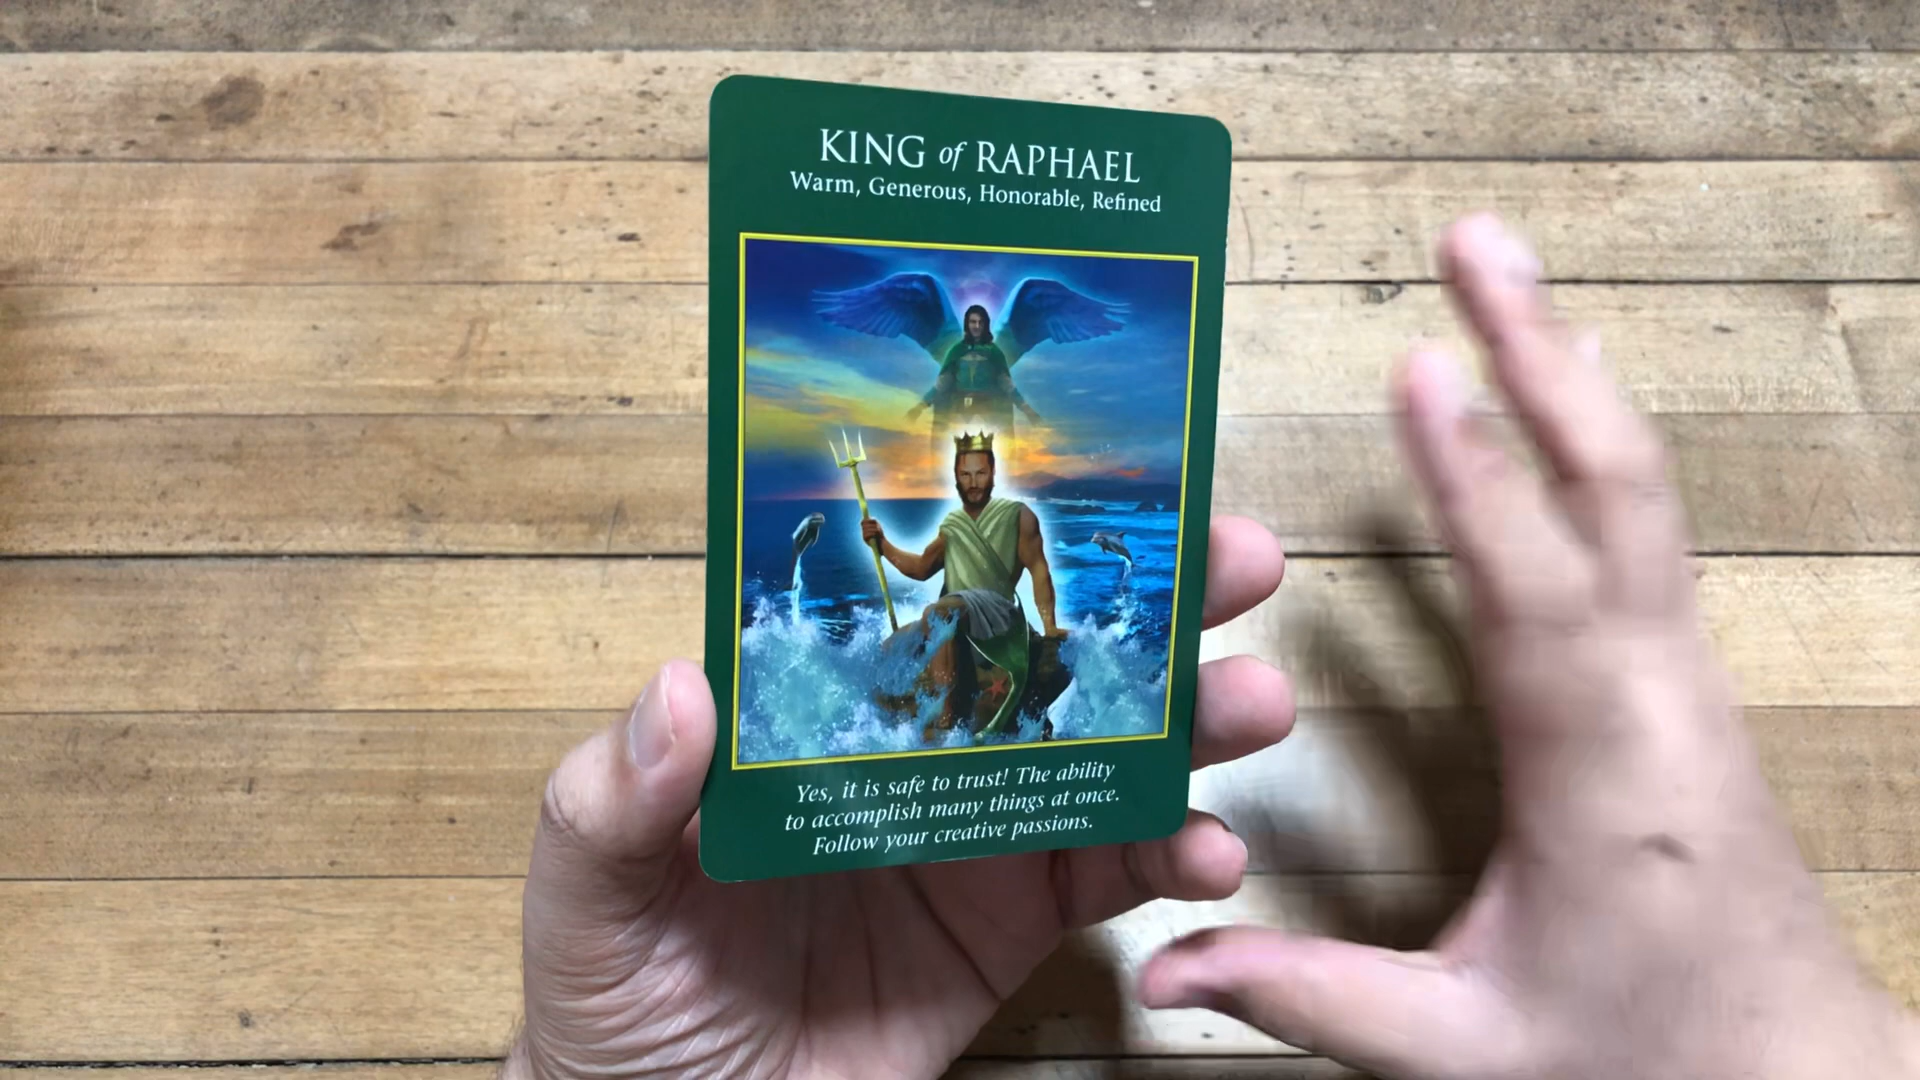 KING of RAPHAEL
Warm, Generous, Honorable, Refined
Yes, it is safe to trust! The ability
to accomplish many things at once.
Follow your creative passions.